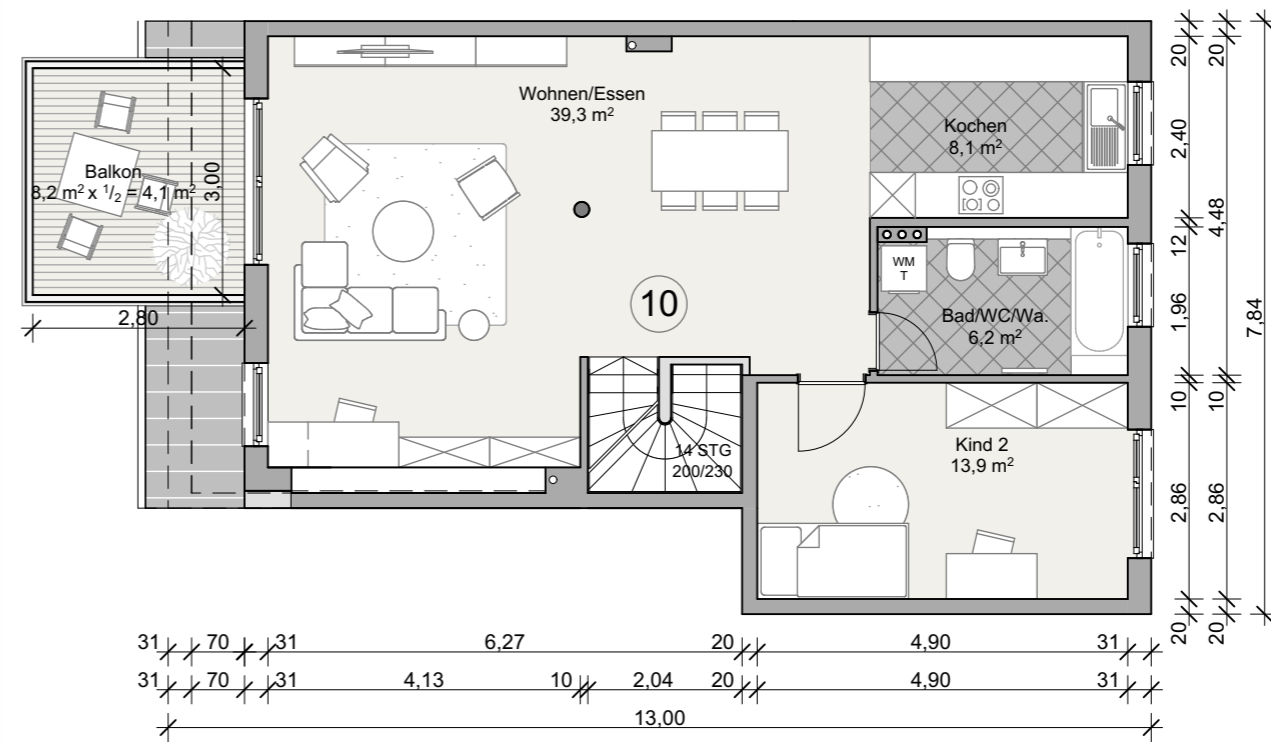 Wohnen/Essen
39,3 m²
Kochen
8,1 m²
Balkon
8,2 m² x ¹/₂ = 4,1 m²
3,00
2,80
10
WM
T
Bad/WC/Wa.
6,2 m²
14 STG
200/230
Kind 2
13,9 m²
20
2,40
12
1,96
10
2,86
20
20
4,48
10
2,86
20
7,84
31 70 31 6,27 20 4,90 31
31 70 31 4,13 10 2,04 20 4,90 31
13,00